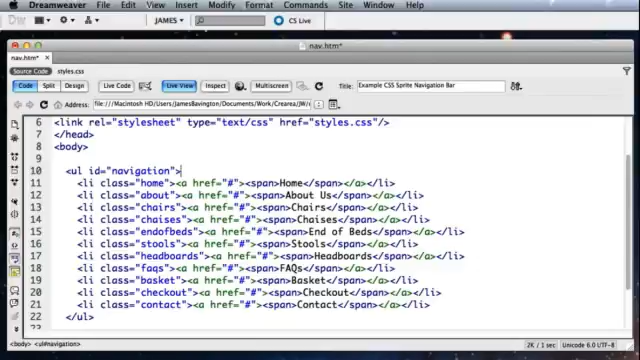 Dreamweaver File Edit View Insert Modify Format Commands Site Window Help
Dw JAMES CS Live
nav.htm*
nav.htm*
Source Code styles.css
Code Split Design Live Code Live View Inspect Multiscreen Title: Example CSS Sprite Navigation Bar
Address: file:///Macintosh HD/Users/JamesBavington/Documents/Work/Crearea/JW/
6 <link rel="stylesheet" type="text/css" href="styles.css"/>
7 </head>
8 <body>
9
10 <ul id="navigation">
11 <li class="home"><a href="#"><span>Home</span></a></li>
12 <li class="about"><a href="#"><span>About Us</span></a></li>
13 <li class="chairs"><a href="#"><span>Chairs</span></a></li>
14 <li class="chaises"><a href="#"><span>Chaises</span></a></li>
15 <li class="endofbeds"><a href="#"><span>End of Beds</span></a></li>
16 <li class="stools"><a href="#"><span>Stools</span></a></li>
17 <li class="headboards"><a href="#"><span>Headboards</span></a></li>
18 <li class="faqs"><a href="#"><span>FAQs</span></a></li>
19 <li class="basket"><a href="#"><span>Basket</span></a></li>
20 <li class="checkout"><a href="#"><span>Checkout</span></a></li>
21 <li class="contact"><a href="#"><span>Contact</span></a></li>
22 </ul>
<body> <ul#navigation> 2K / 1 sec Unicode 6.0 UTF-8